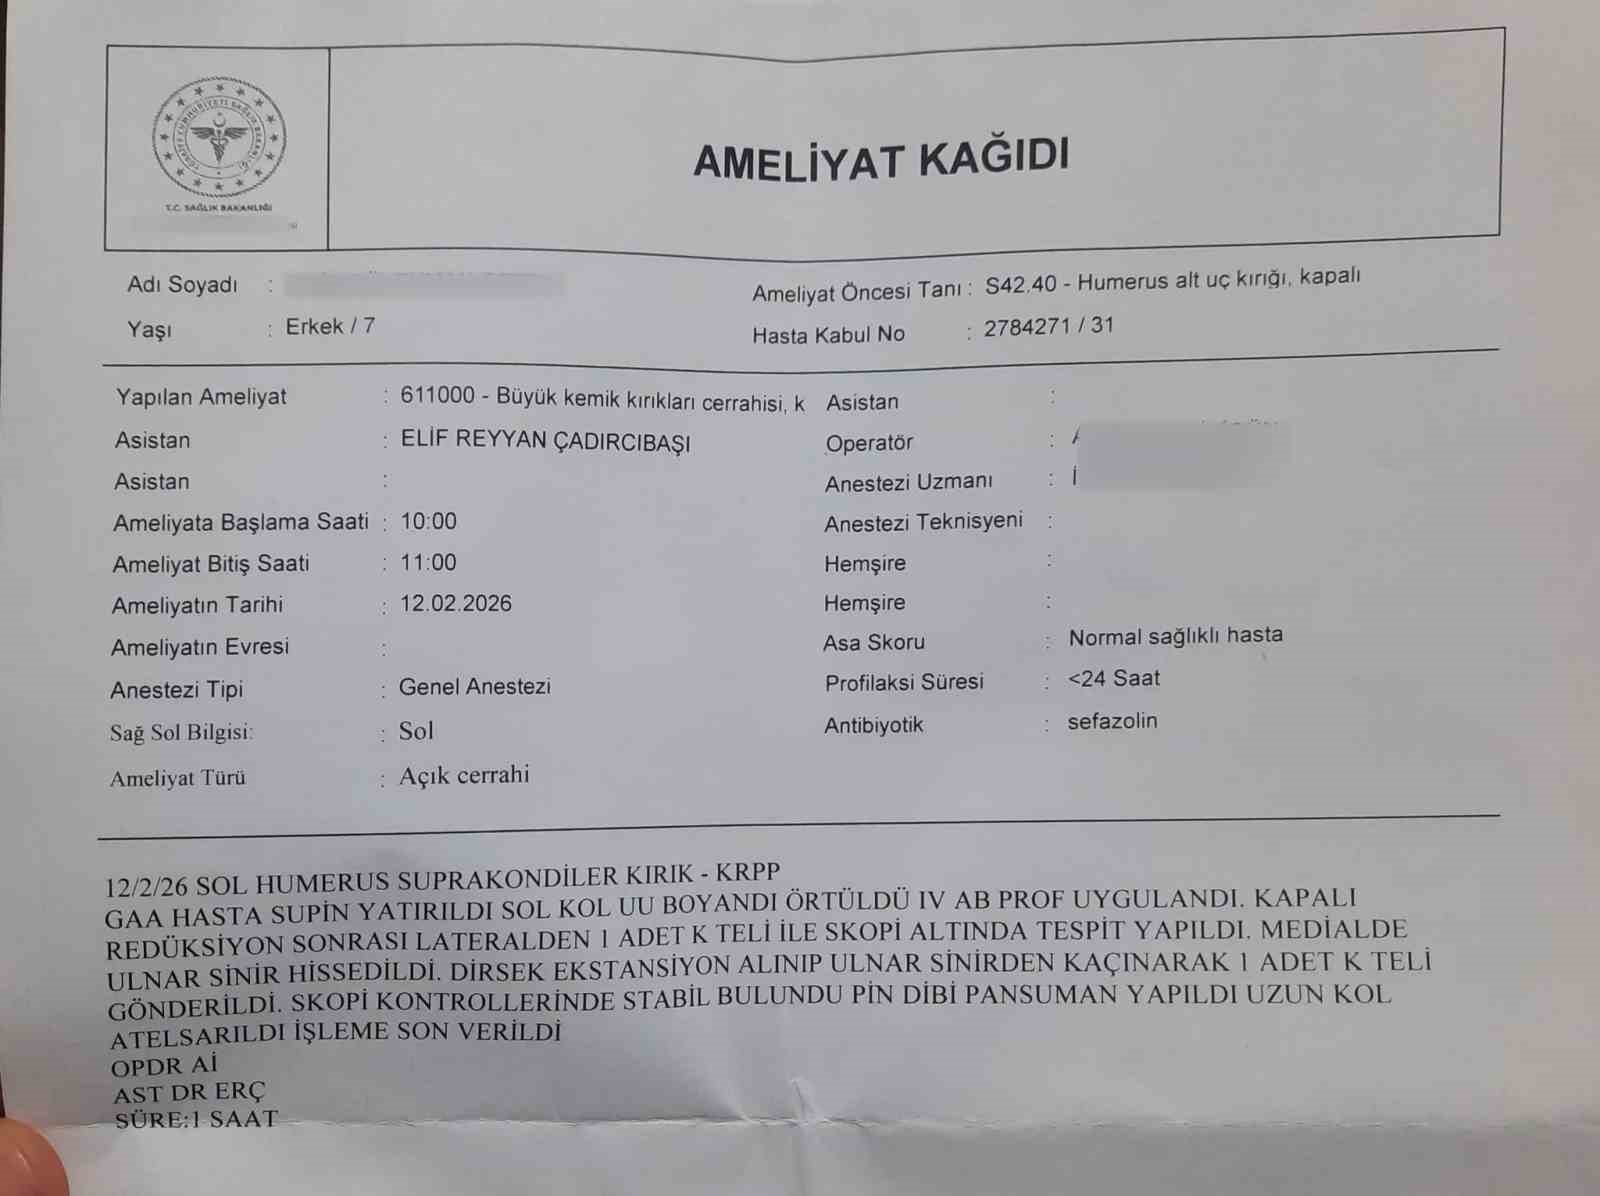 TÜRKİYE CUMHURİYETİ SAĞLIK BAKANLIĞI
T.C. SAĞLIK BAKANLIĞI
AMELİYAT KAĞIDI
Adı Soyadı :
Ameliyat Öncesi Tanı : S42.40 - Humerus alt uç kırığı, kapalı
Yaşı : Erkek / 7
Hasta Kabul No : 2784271 / 31
Yapılan Ameliyat : 611000 - Büyük kemik kırıkları cerrahisi, k
Asistan :
Asistan : ELİF REYYAN ÇADIRCIBAŞI
Operatör :
Asistan :
Anestezi Uzmanı : İ
Ameliyata Başlama Saati : 10:00
Anestezi Teknisyeni :
Ameliyat Bitiş Saati : 11:00
Hemşire :
Ameliyatın Tarihi : 12.02.2026
Hemşire :
Ameliyatın Evresi :
Asa Skoru : Normal sağlıklı hasta
Anestezi Tipi : Genel Anestezi
Profilaksi Süresi : <24 Saat
Sağ Sol Bilgisi: : Sol
Antibiyotik : sefazolin
Ameliyat Türü : Açık cerrahi
12/2/26 SOL HUMERUS SUPRAKONDİLER KIRIK - KRPP
GAA HASTA SUPİN YATIRILDI SOL KOL UU BOYANDI ÖRTÜLDÜ IV AB PROF UYGULANDI. KAPALI
REDÜKSİYON SONRASI LATERALDEN 1 ADET K TELİ İLE SKOPİ ALTINDA TESPİT YAPILDI. MEDIALDE
ULNAR SİNİR HİSSEDİLDİ. DİRSEK EKSTANSİYON ALINIP ULNAR SİNİRDEN KAÇINARAK 1 ADET K TELİ
GÖNDERİLDİ. SKOPİ KONTROLLERİNDE STABİL BULUNDU PİN DİBİ PANSUMAN YAPILDI UZUN KOL
ATELSARILDI İŞLEME SON VERİLDİ
OPDR Aİ
AST DR ERÇ
SÜRE:1 SAAT